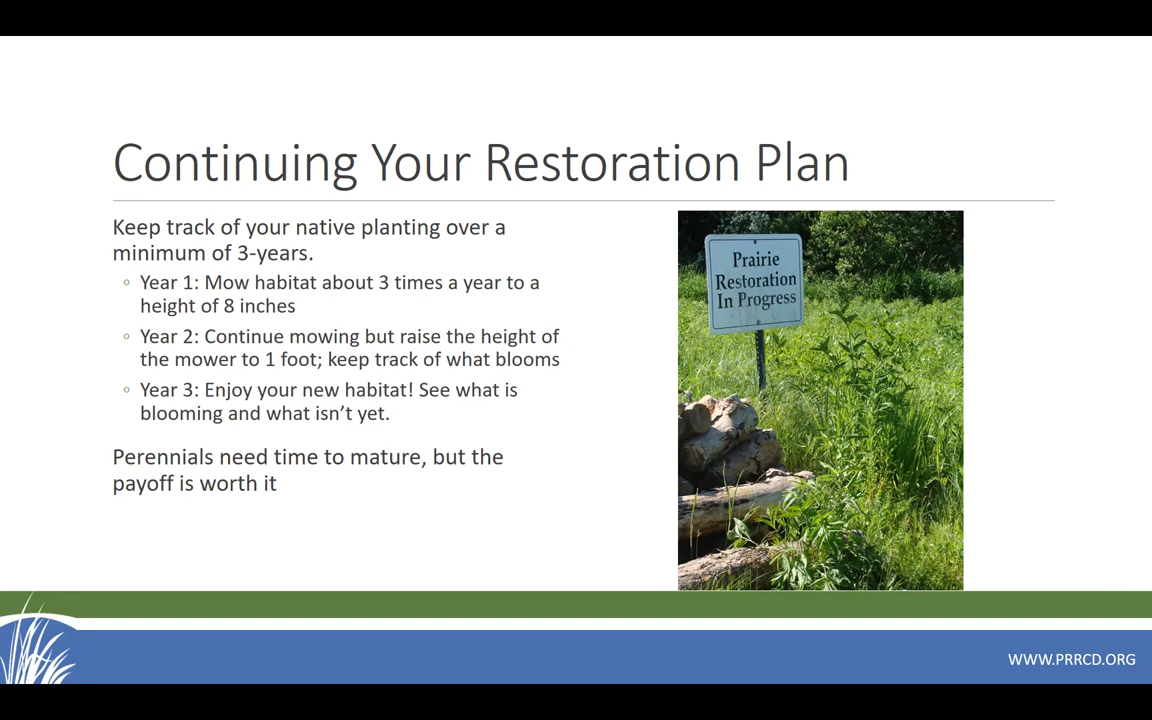 Continuing Your Restoration Plan
Keep track of your native planting over a
minimum of 3-years.
◦ Year 1: Mow habitat about 3 times a year to a
height of 8 inches
◦ Year 2: Continue mowing but raise the height of
the mower to 1 foot; keep track of what blooms
◦ Year 3: Enjoy your new habitat! See what is
blooming and what isn’t yet.
Perennials need time to mature, but the
payoff is worth it
Prairie
Restoration
In Progress
WWW.PRRCD.ORG